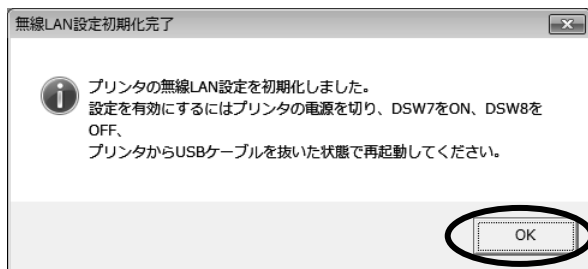 無線LAN設定初期化完了
プリンタの無線LAN設定を初期化しました。
設定を有効にするにはプリンタの電源を切り、DSW7をON、DSW8を
OFF、
プリンタからUSBケーブルを抜いた状態で再起動してください。
OK